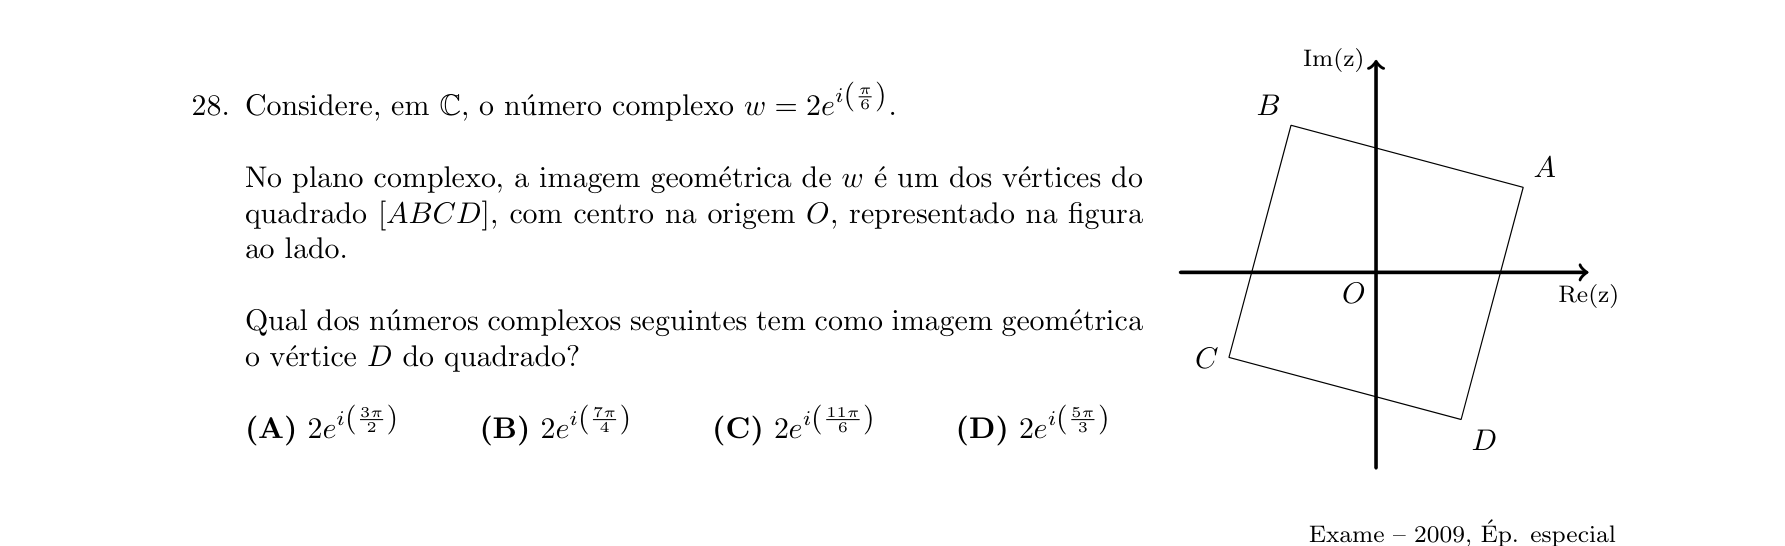 28. Considere, em ℂ, o número complexo $w = 2e^{i\left(\frac{\pi}{6}\right)}$.
No plano complexo, a imagem geométrica de $w$ é um dos vértices do
quadrado [ABCD], com centro na origem O, representado na figura
ao lado.
Qual dos números complexos seguintes tem como imagem geométrica
o vértice D do quadrado?
(A) $2e^{i\left(\frac{3\pi}{2}\right)}$ (B) $2e^{i\left(\frac{7\pi}{4}\right)}$ (C) $2e^{i\left(\frac{11\pi}{6}\right)}$ (D) $2e^{i\left(\frac{5\pi}{3}\right)}$
Im(z)
B
A
O
Re(z)
C
D
Exame – 2009, Ép. especial